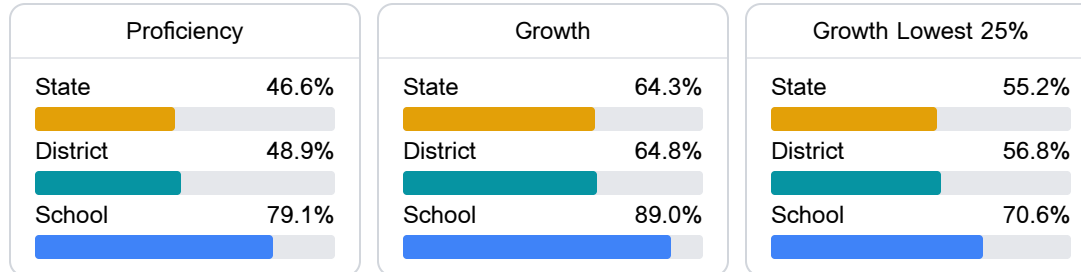 Proficiency
State 46.6%
District 48.9%
School 79.1%
Growth
State 64.3%
District 64.8%
School 89.0%
Growth Lowest 25%
State 55.2%
District 56.8%
School 70.6%